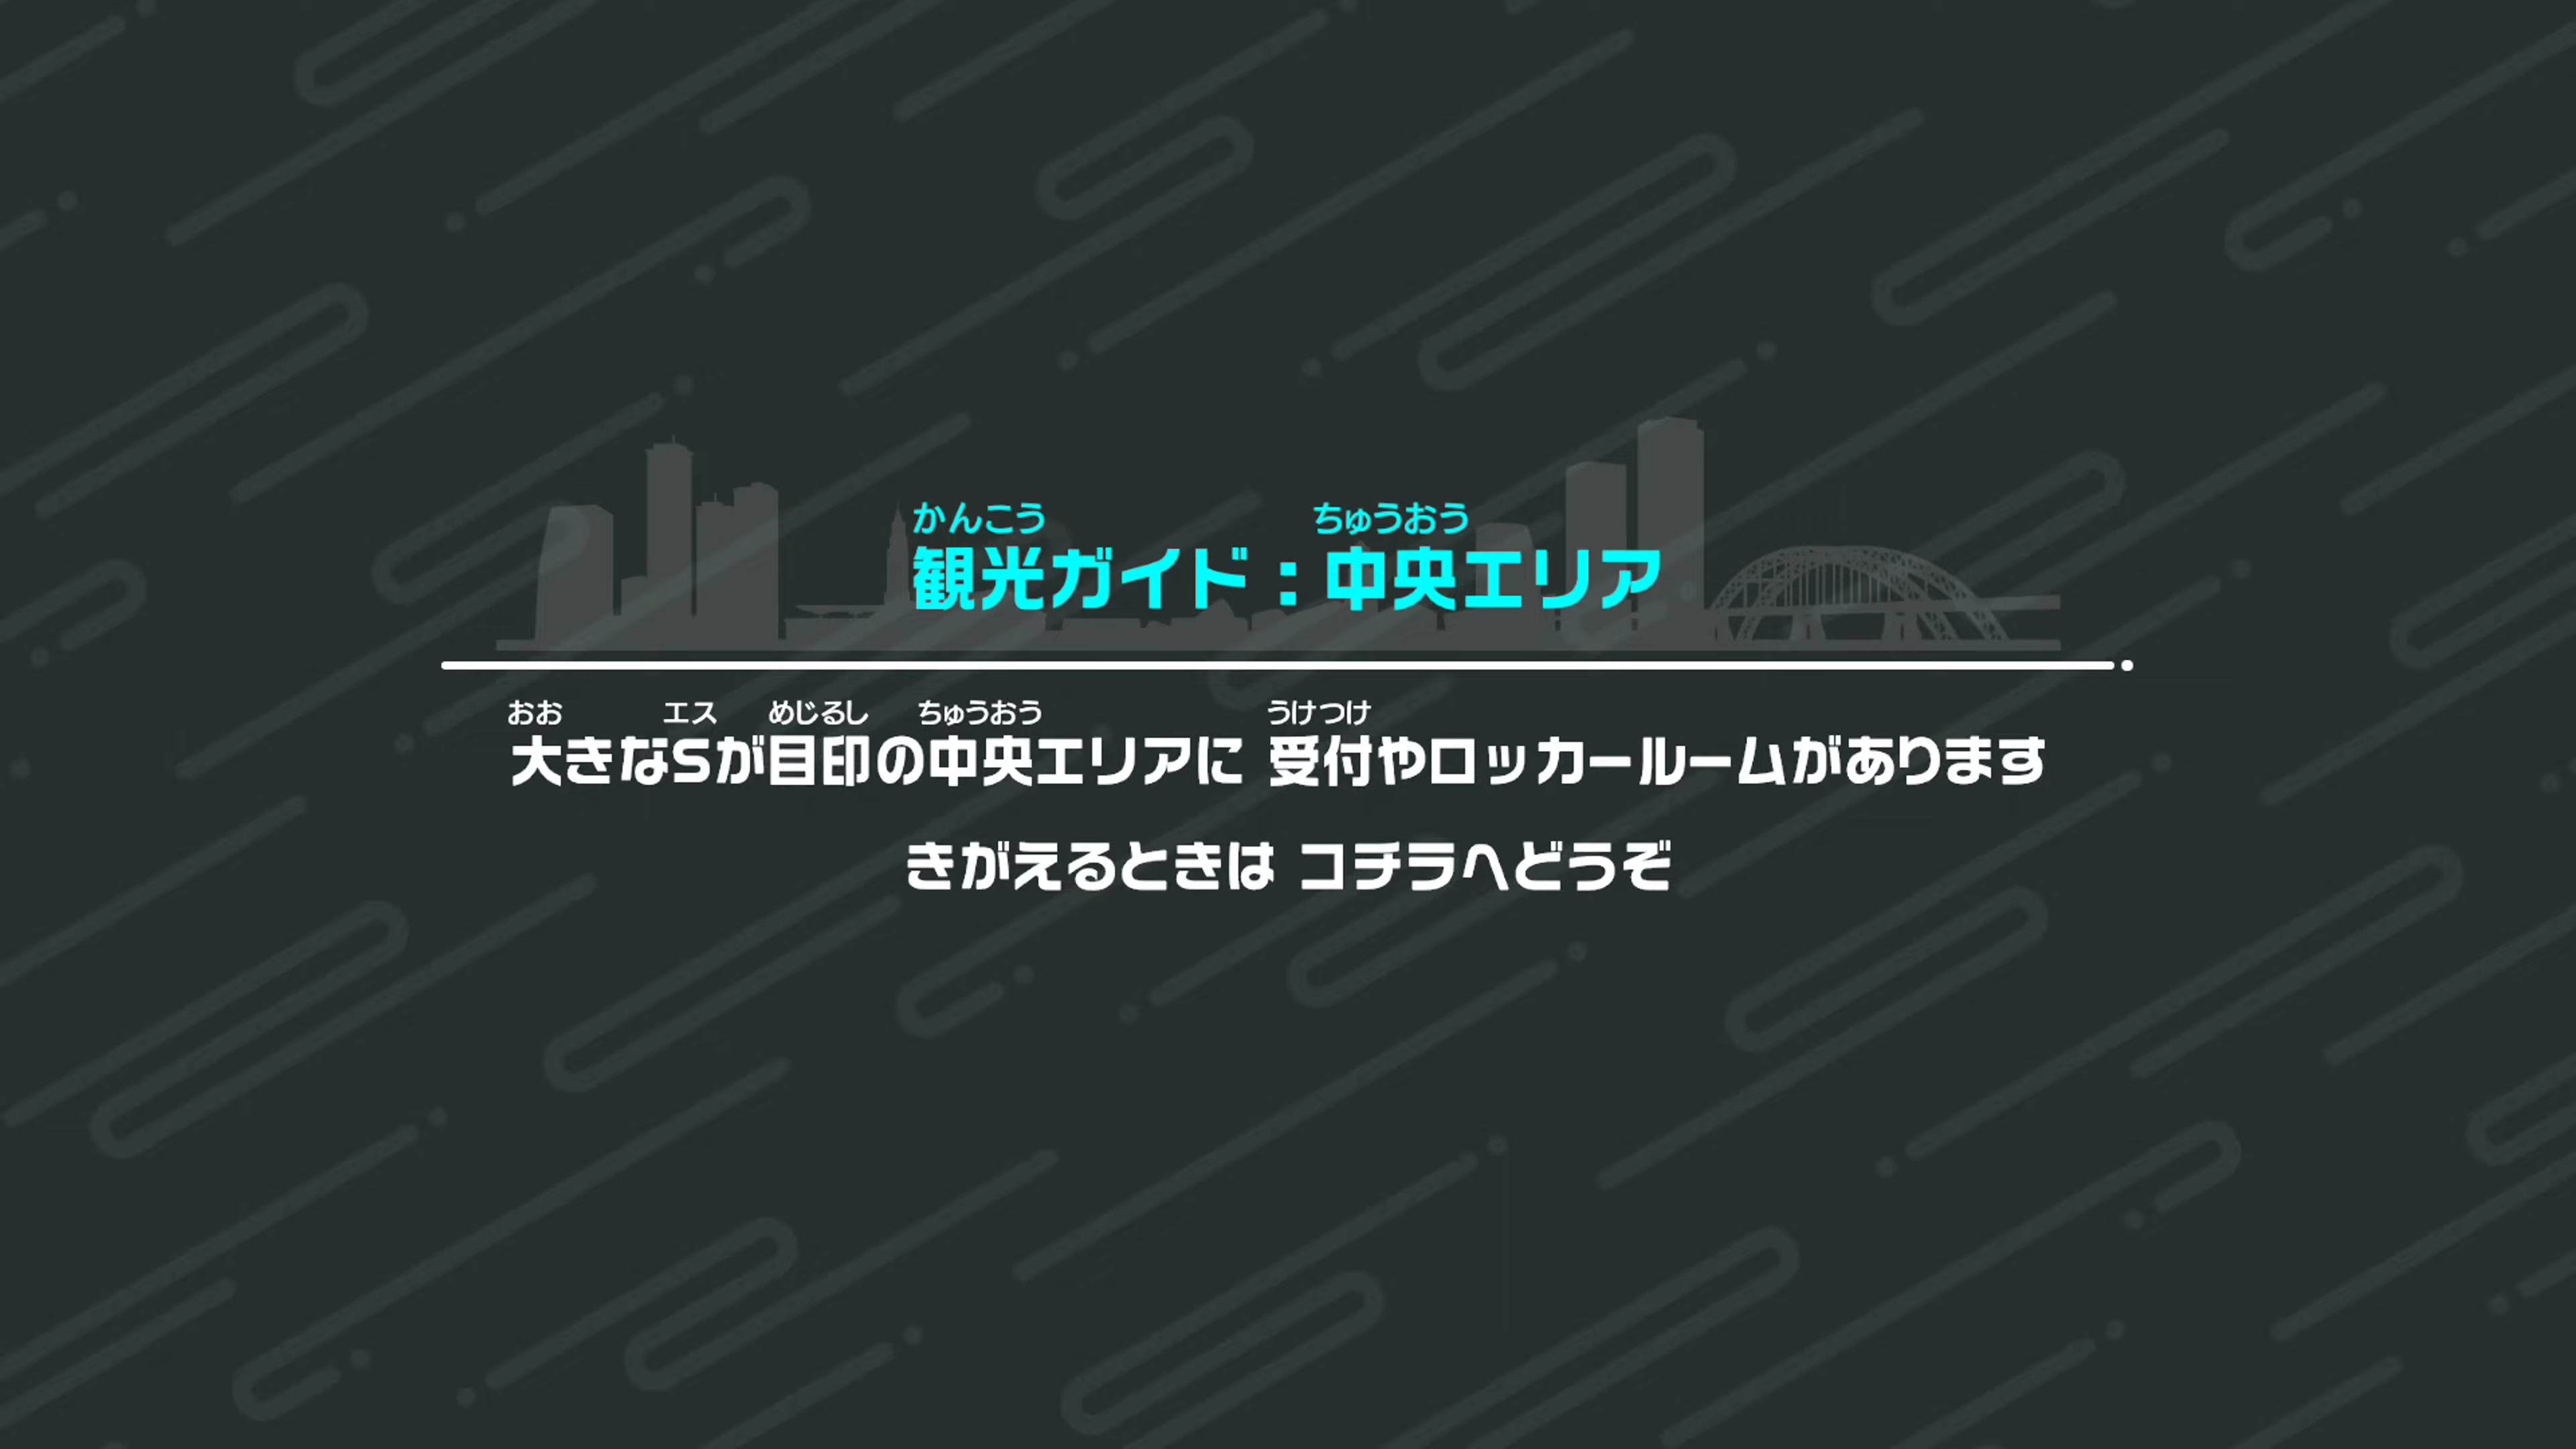 かんこう ちゅうおう
観光ガイド：中央エリア
おお エス めじるし ちゅうおう うけつけ
大きなSが目印の中央エリアに 受付やロッカールームがあります
きがえるときは コチラへどうぞ